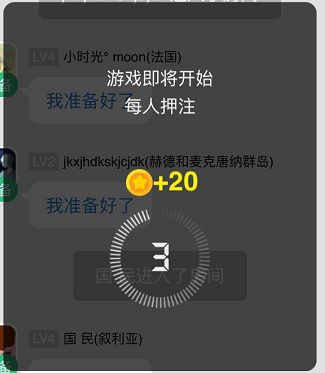 LV4 小时光° moon(法国)
游戏即将开始
我准备好了
每人押注
LV2 jkxjhdkskjcjdk(赫德和麦克唐纳群岛)
备
+20
我准备好了
3
国 民进入了房间
LV4 国 民(叙利亚)
备